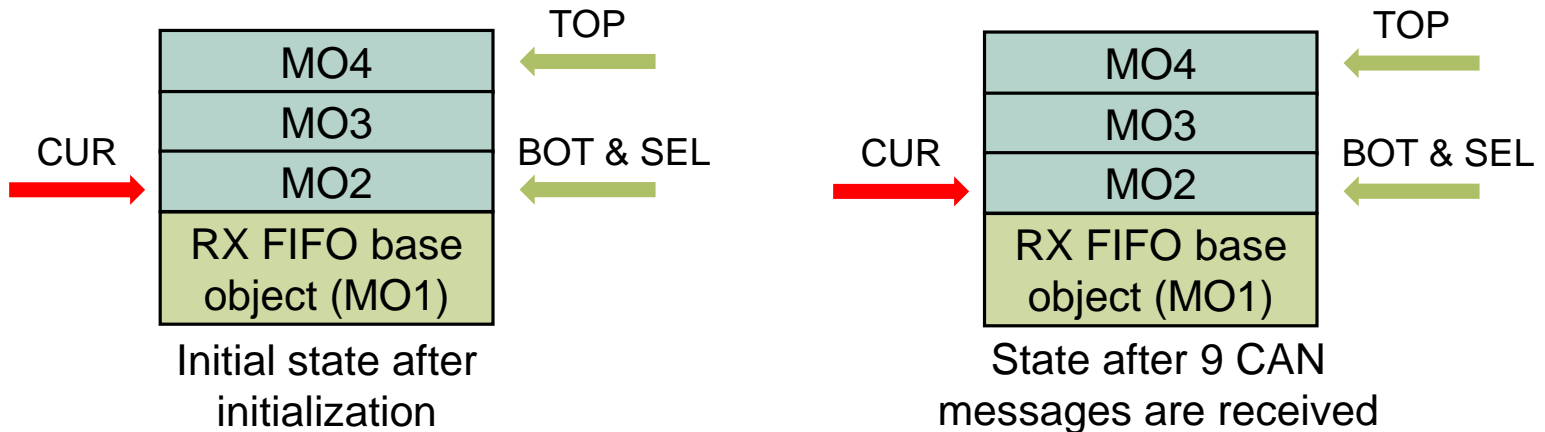 TOP
MO4
MO3
CUR
BOT & SEL
MO2
RX FIFO base
object (MO1)
Initial state after
initialization
TOP
MO4
MO3
CUR
BOT & SEL
MO2
RX FIFO base
object (MO1)
State after 9 CAN
messages are received